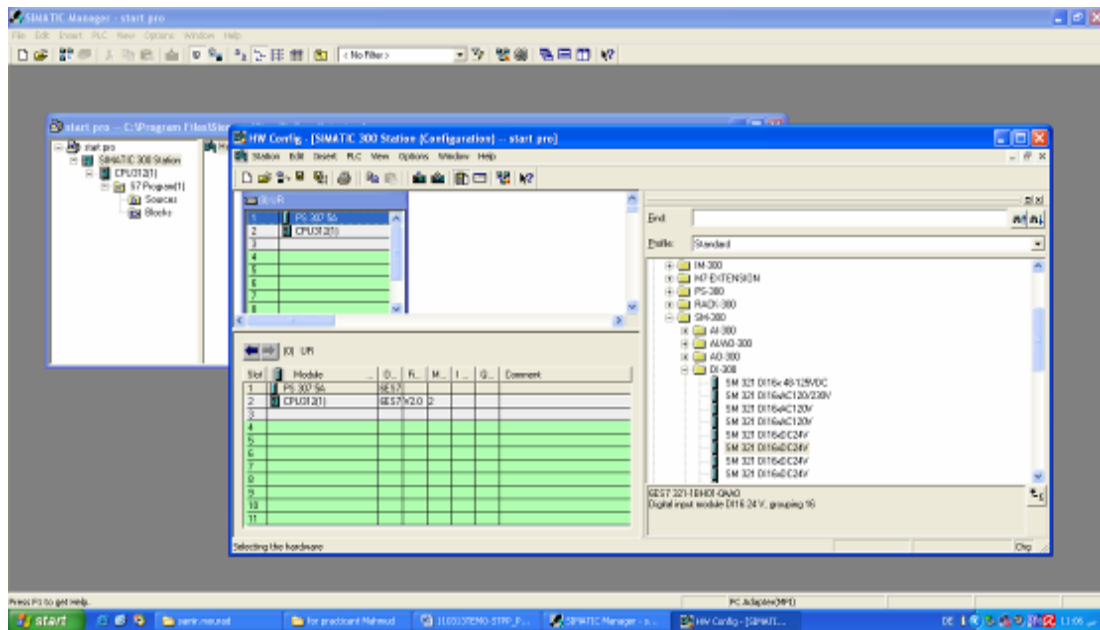 SIMATIC Manager - start pro
File Edit Insert PLC View Options Window Help
< No Filter >
start pro -- C:\Program Files\Sie
start pro
SIMATIC 300 Station
CPU312(1)
S7 Program(1)
Sources
Blocks
HW Config - [SIMATIC 300 Station (Configuration) -- start pro]
Station Edit Insert PLC View Options Window Help
(0) UR
1 PS 307 5A
2 CPU312(1)
3
4
5
6
7
8
Find:
Profile: Standard
IM-300
M7-EXTENSION
PS-300
RACK-300
SM-300
AI-300
AI/AO-300
AO-300
DI-300
SM 321 DI16x 48-125VDC
SM 321 DI16xAC120/230V
SM 321 DI16xAC120V
SM 321 DI16xAC120V
SM 321 DI16xDC24V
SM 321 DI16xDC24V
SM 321 DI16xDC24V
SM 321 DI16xDC24V
6ES7 321-1BH01-0AA0
Digital input module DI16 24 V, grouping 16
(0) UR
Slot Module ... O... Fi... M... I ... Q... Comment
1 PS 307 5A 6ES7
2 CPU312(1) 6ES7 V2.0 2
3
4
5
6
7
8
9
10
11
Selecting the hardware
Chg
Press F1 to get Help.
PC Adapter(MPI)
start
samir.mourad
for practicant Mahmud
SIMATIC Manager - s...
HW Config - [SIMATI...
DE
11:06